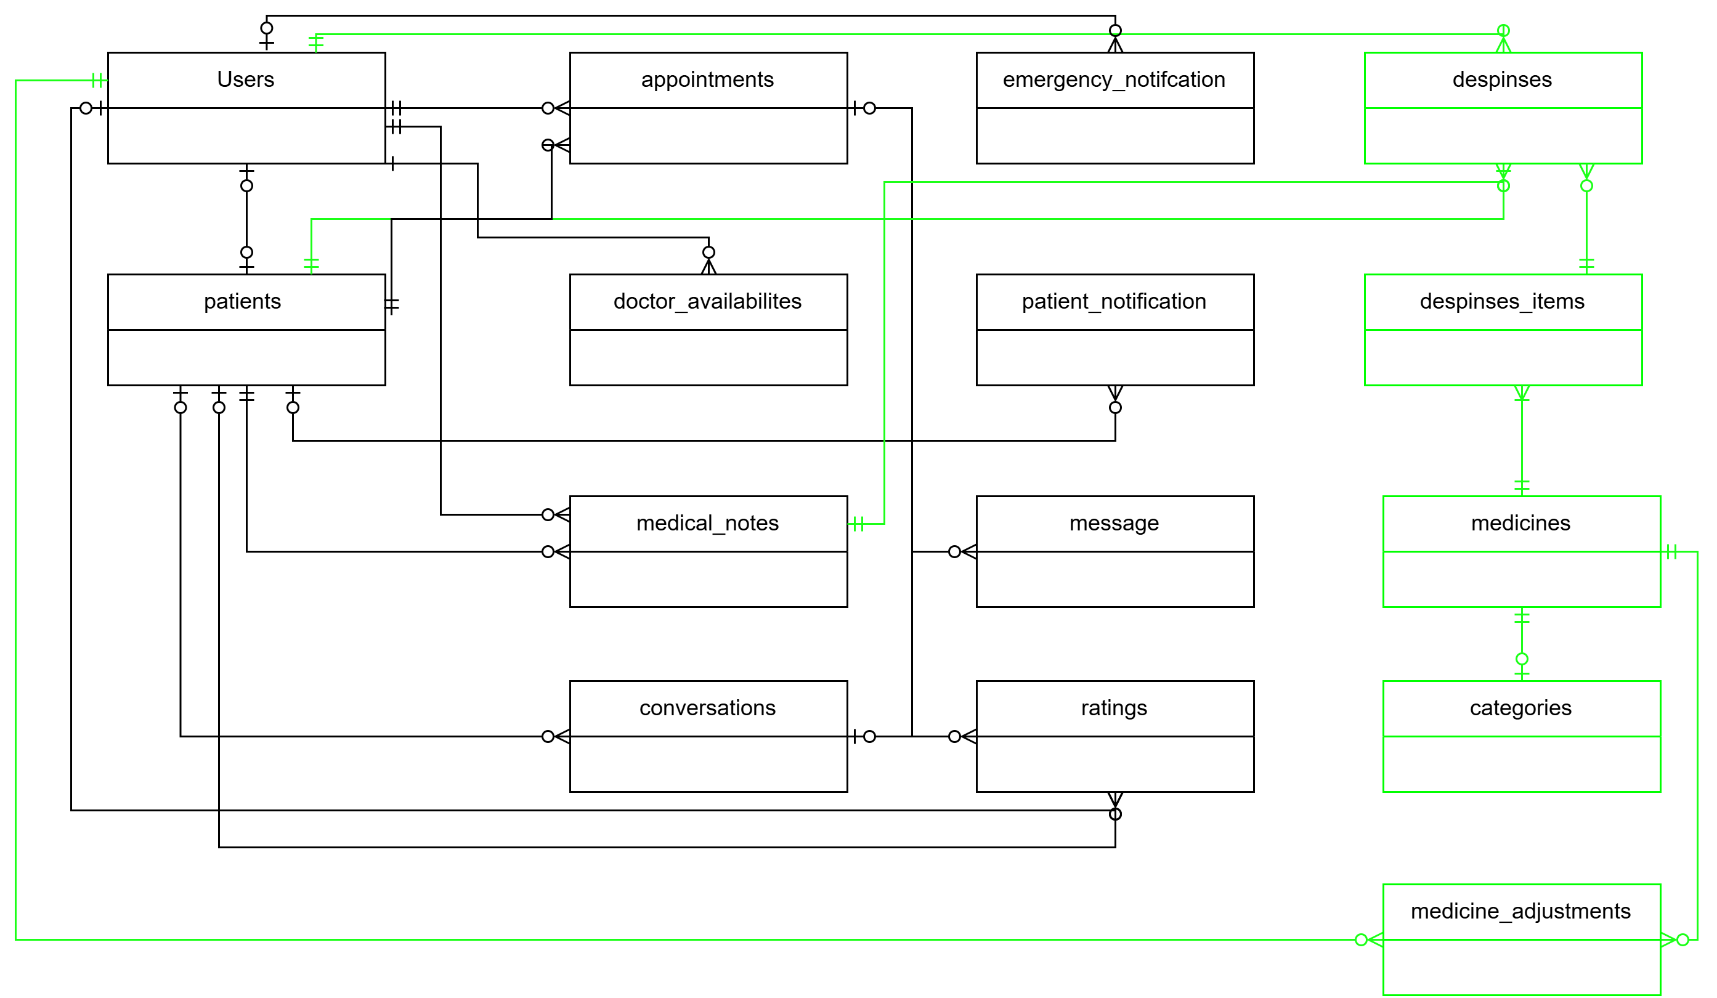 Users
appointments
emergency_notifcation
despinses
patients
doctor_availabilites
patient_notification
despinses_items
medical_notes
message
medicines
conversations
ratings
categories
medicine_adjustments